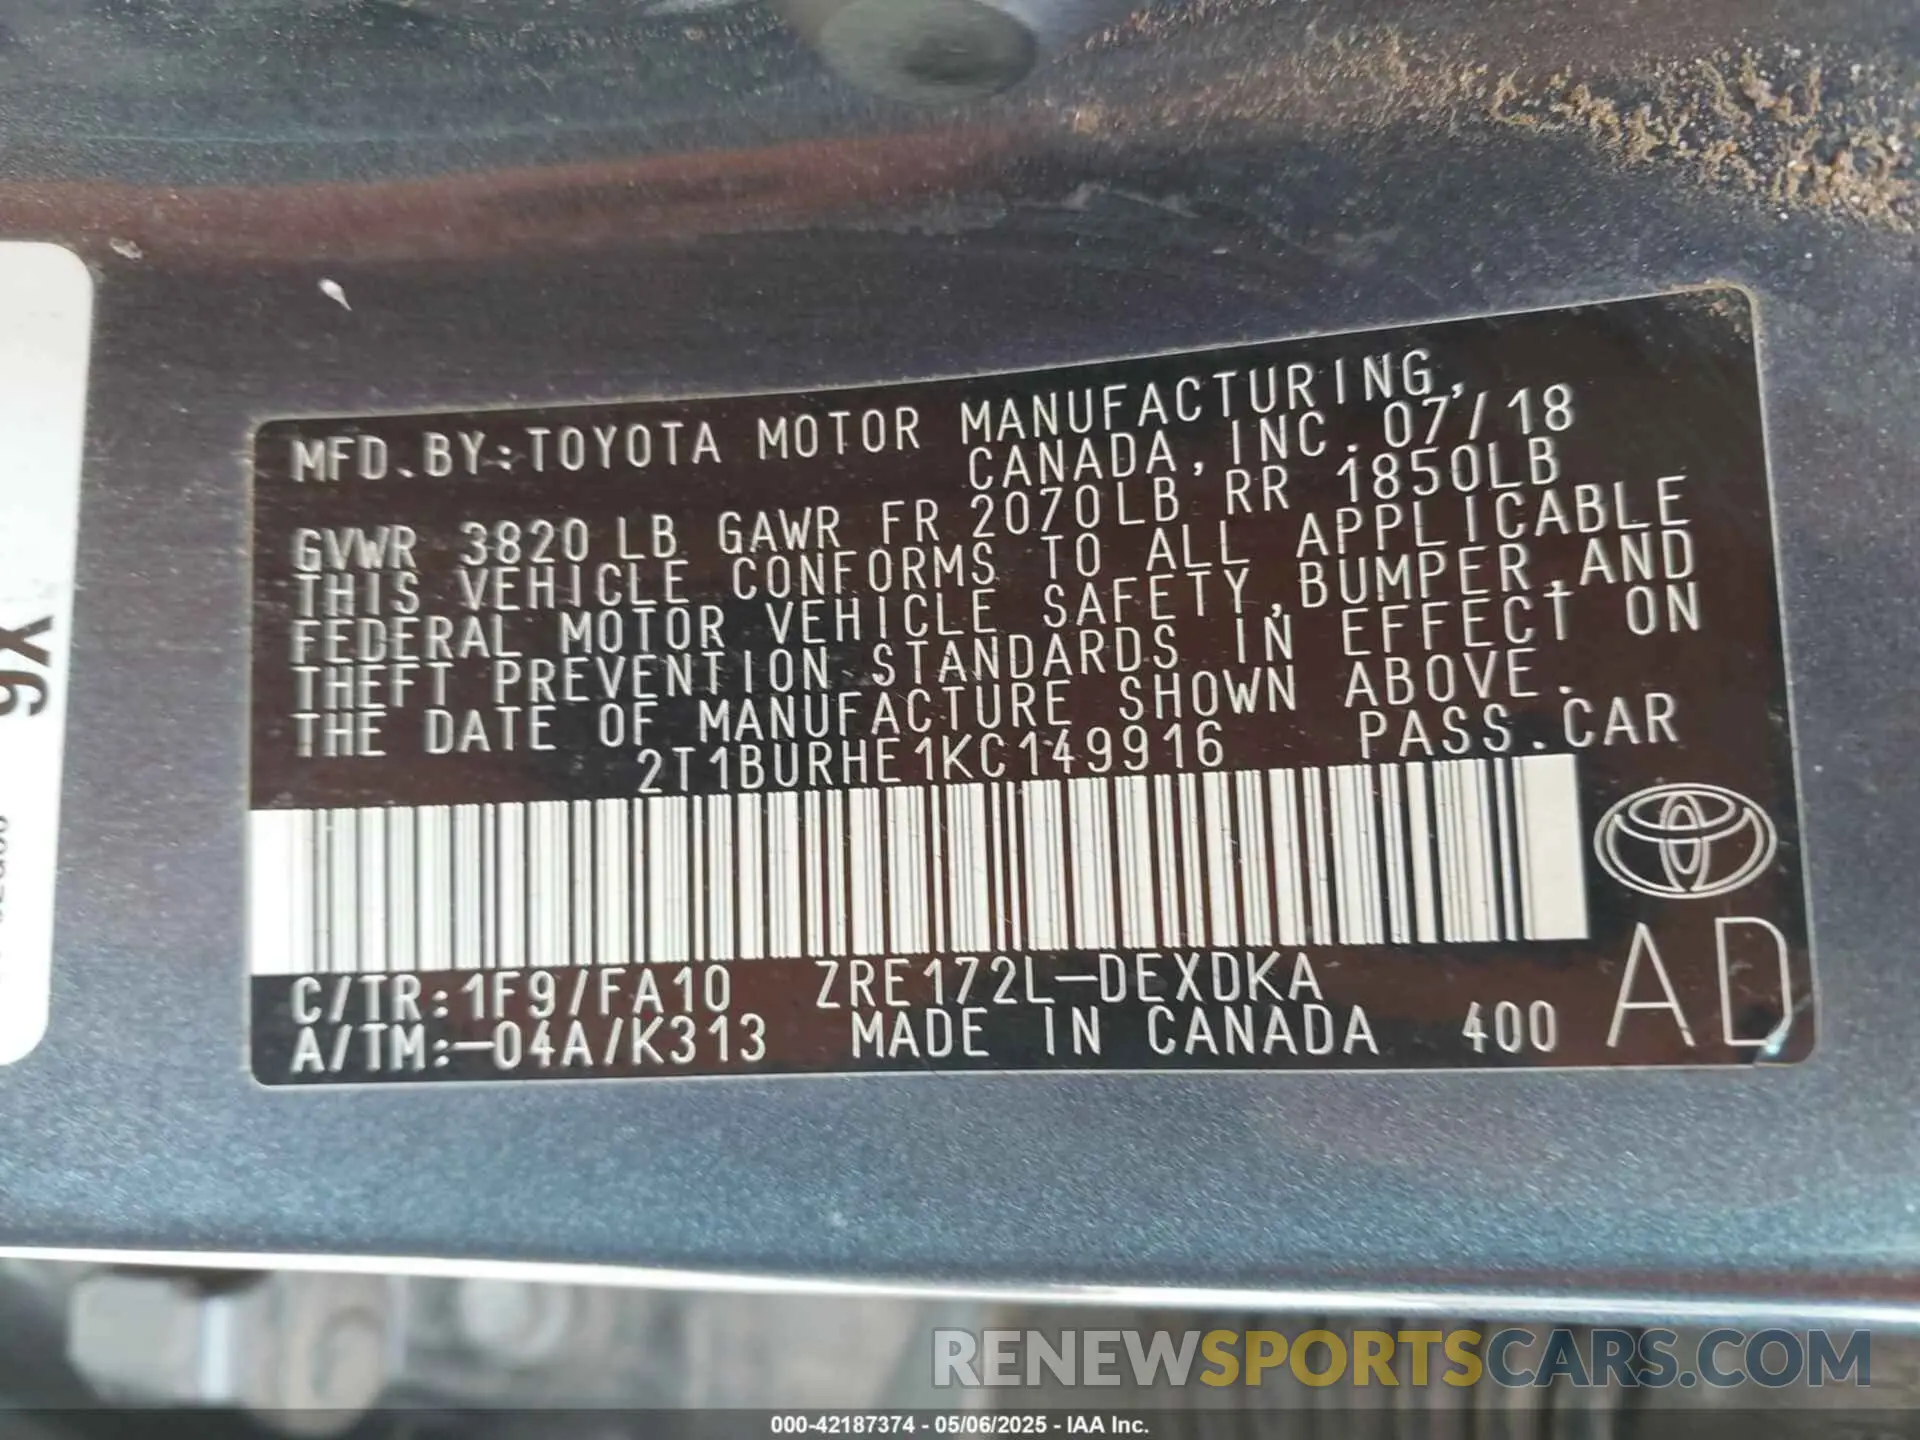 MFD.BY:TOYOTA MOTOR MANUFACTURING,
CANADA,INC.07/18
GVWR 3820LB GAWR FR 2070LB RR 1850LB
THIS VEHICLE CONFORMS TO ALL APPLICABLE
FEDERAL MOTOR VEHICLE SAFETY,BUMPER,AND
THEFT PREVENTION STANDARDS IN EFFECT ON
THE DATE OF MANUFACTURE SHOWN ABOVE.
2T1BURHE1KC149916 PASS.CAR
C/TR:1F9/FA10 ZRE172L-DEXDKA
A/TM:-04A/K313 MADE IN CANADA 400 AD
9X
RENEWSPORTSCARS.COM
000-42187374 - 05/06/2025 - IAA Inc.